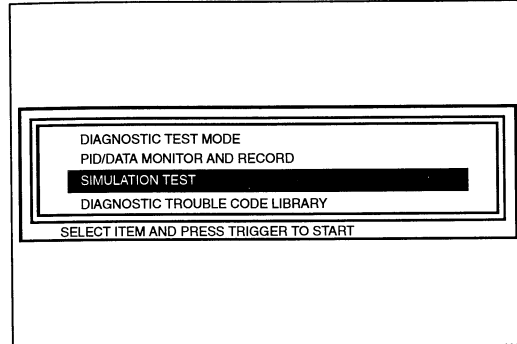 DIAGNOSTIC TEST MODE
PID/DATA MONITOR AND RECORD
SIMULATION TEST
DIAGNOSTIC TROUBLE CODE LIBRARY
SELECT ITEM AND PRESS TRIGGER TO START